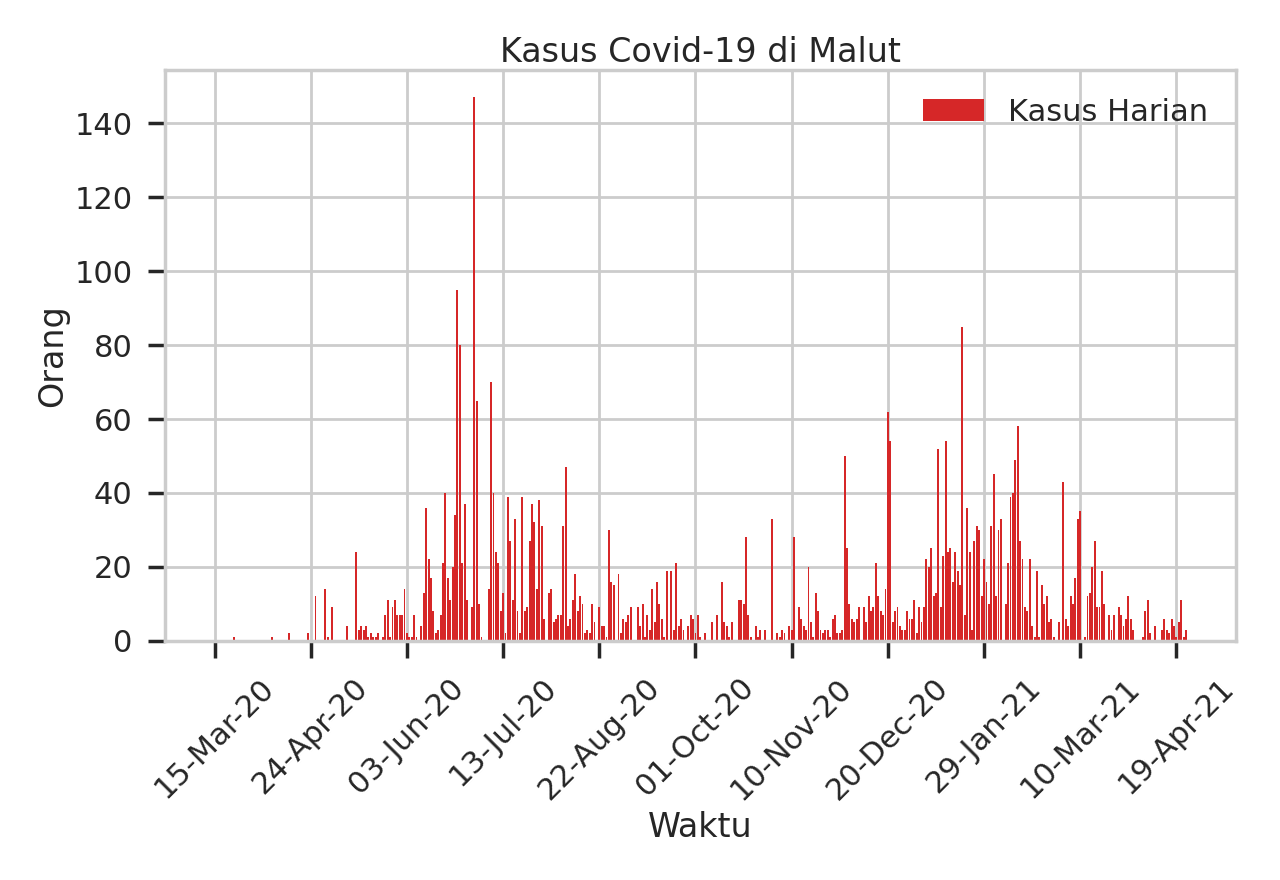 Kasus Covid-19 di Malut
Kasus Harian
140
120
100
80
60
40
20
0
Orang
15-Mar-20
24-Apr-20
03-Jun-20
13-Jul-20
22-Aug-20
01-Oct-20
10-Nov-20
20-Dec-20
29-Jan-21
10-Mar-21
19-Apr-21
Waktu